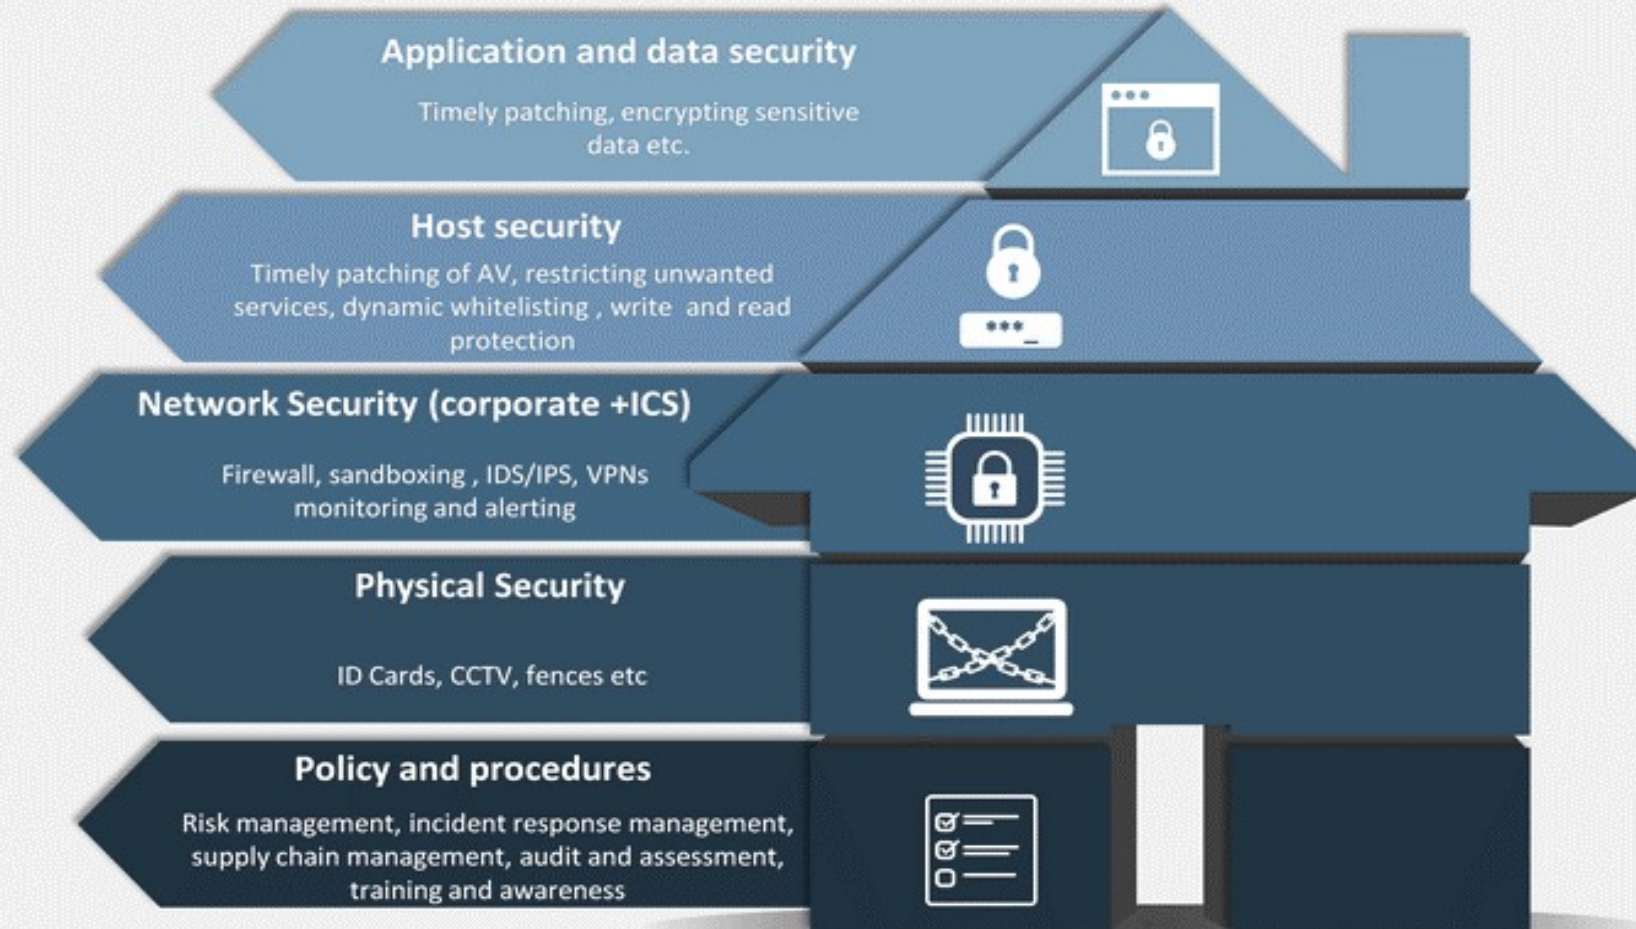 Application and data security
Timely patching, encrypting sensitive
data etc.
Host security
Timely patching of AV, restricting unwanted
services, dynamic whitelisting , write  and read
protection
***_
Network Security (corporate +ICS)
Firewall, sandboxing , IDS/IPS, VPNs
monitoring and alerting
Physical Security
ID Cards, CCTV, fences etc
Policy and procedures
Risk management, incident response management,
supply chain management, audit and assessment,
training and awareness